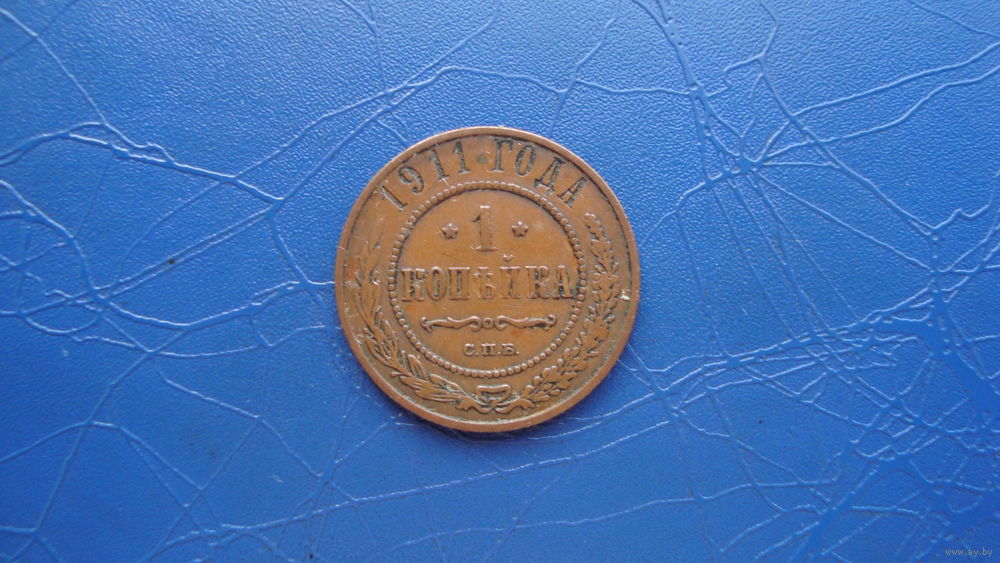 1911 ГОДА
* 1 *
КОПѢЙКА
С.П.Б.
www.ay.by